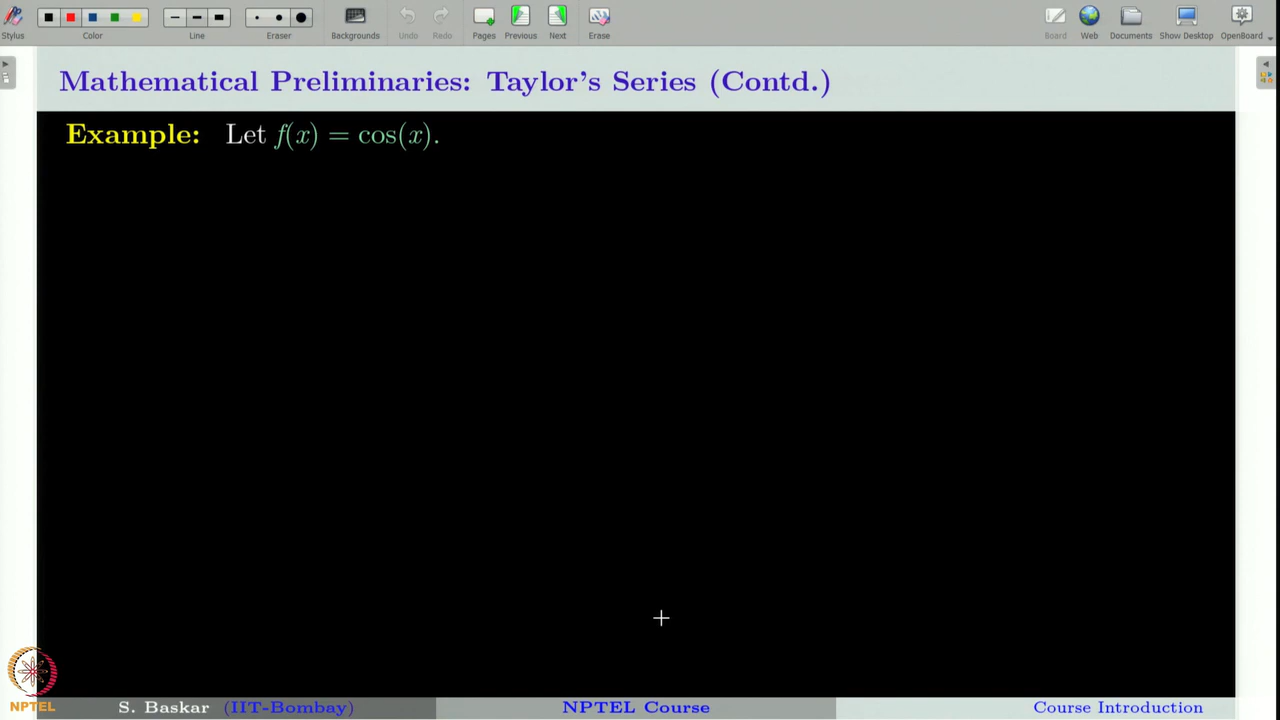 Stylus Color Line Eraser Backgrounds Undo Redo Pages Previous Next Erase Board Web Documents Show Desktop OpenBoard
Mathematical Preliminaries: Taylor's Series (Contd.)
Example: Let f(x) = cos(x).
NPTEL
S. Baskar (IIT-Bombay) NPTEL Course Course Introduction